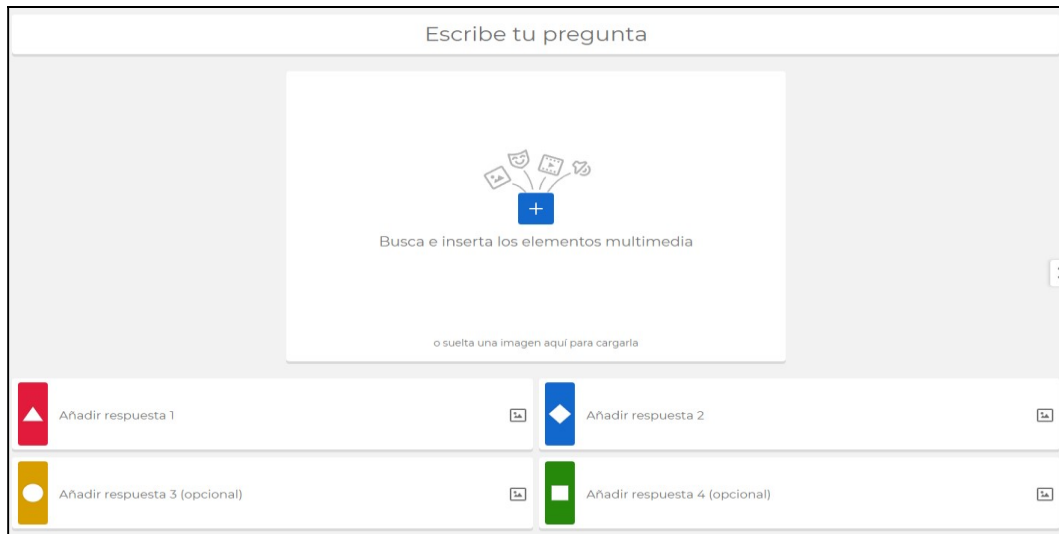 Escribe tu pregunta
Busca e inserta los elementos multimedia
o suelta una imagen aquí para cargarla
Añadir respuesta 1
Añadir respuesta 2
Añadir respuesta 3 (opcional)
Añadir respuesta 4 (opcional)